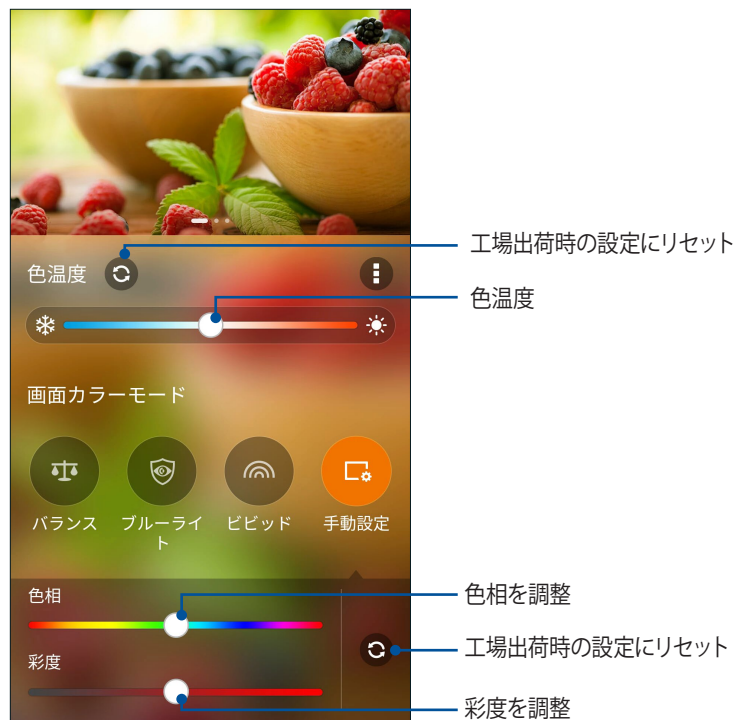 工場出荷時の設定にリセット
色温度
色温度
画面カラーモード
バランス
ブルーライ
ト
ビビッド
手動設定
色相
色相を調整
工場出荷時の設定にリセット
彩度
彩度を調整